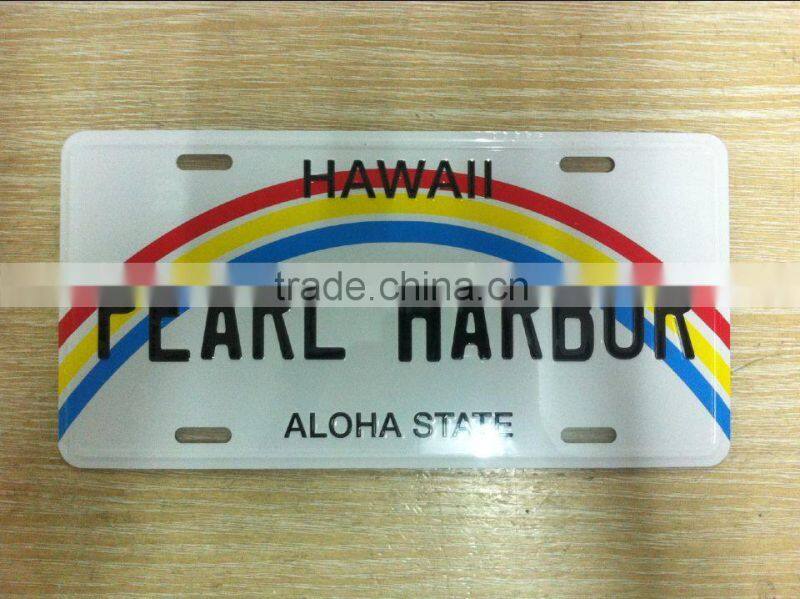 HAWAII
trade.china.cn
PEARL HARBOR
ALOHA STATE